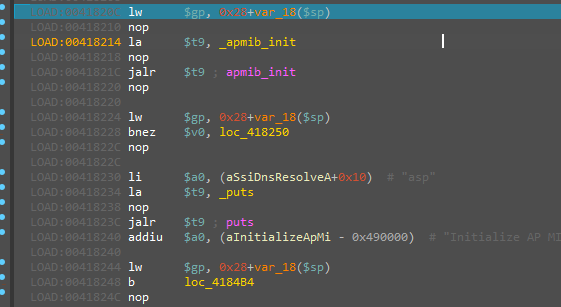 LOAD:0041820C lw $gp, 0x28+var_18($sp)
LOAD:00418210 nop
LOAD:00418214 la $t9, _apmib_init
LOAD:00418218 nop
LOAD:0041821C jalr $t9 ; apmib_init
LOAD:00418220 nop
LOAD:00418220
LOAD:00418224 lw $gp, 0x28+var_18($sp)
LOAD:00418228 bnez $v0, loc_418250
LOAD:0041822C nop
LOAD:0041822C
LOAD:00418230 li $a0, (aSsiDnsResolveA+0x10) # "asp"
LOAD:00418234 la $t9, _puts
LOAD:00418238 nop
LOAD:0041823C jalr $t9 ; puts
LOAD:00418240 addiu $a0, (aInitializeApMi - 0x490000) # "Initialize AP MI
LOAD:00418240
LOAD:00418244 lw $gp, 0x28+var_18($sp)
LOAD:00418248 b loc_4184B4
LOAD:0041824C nop